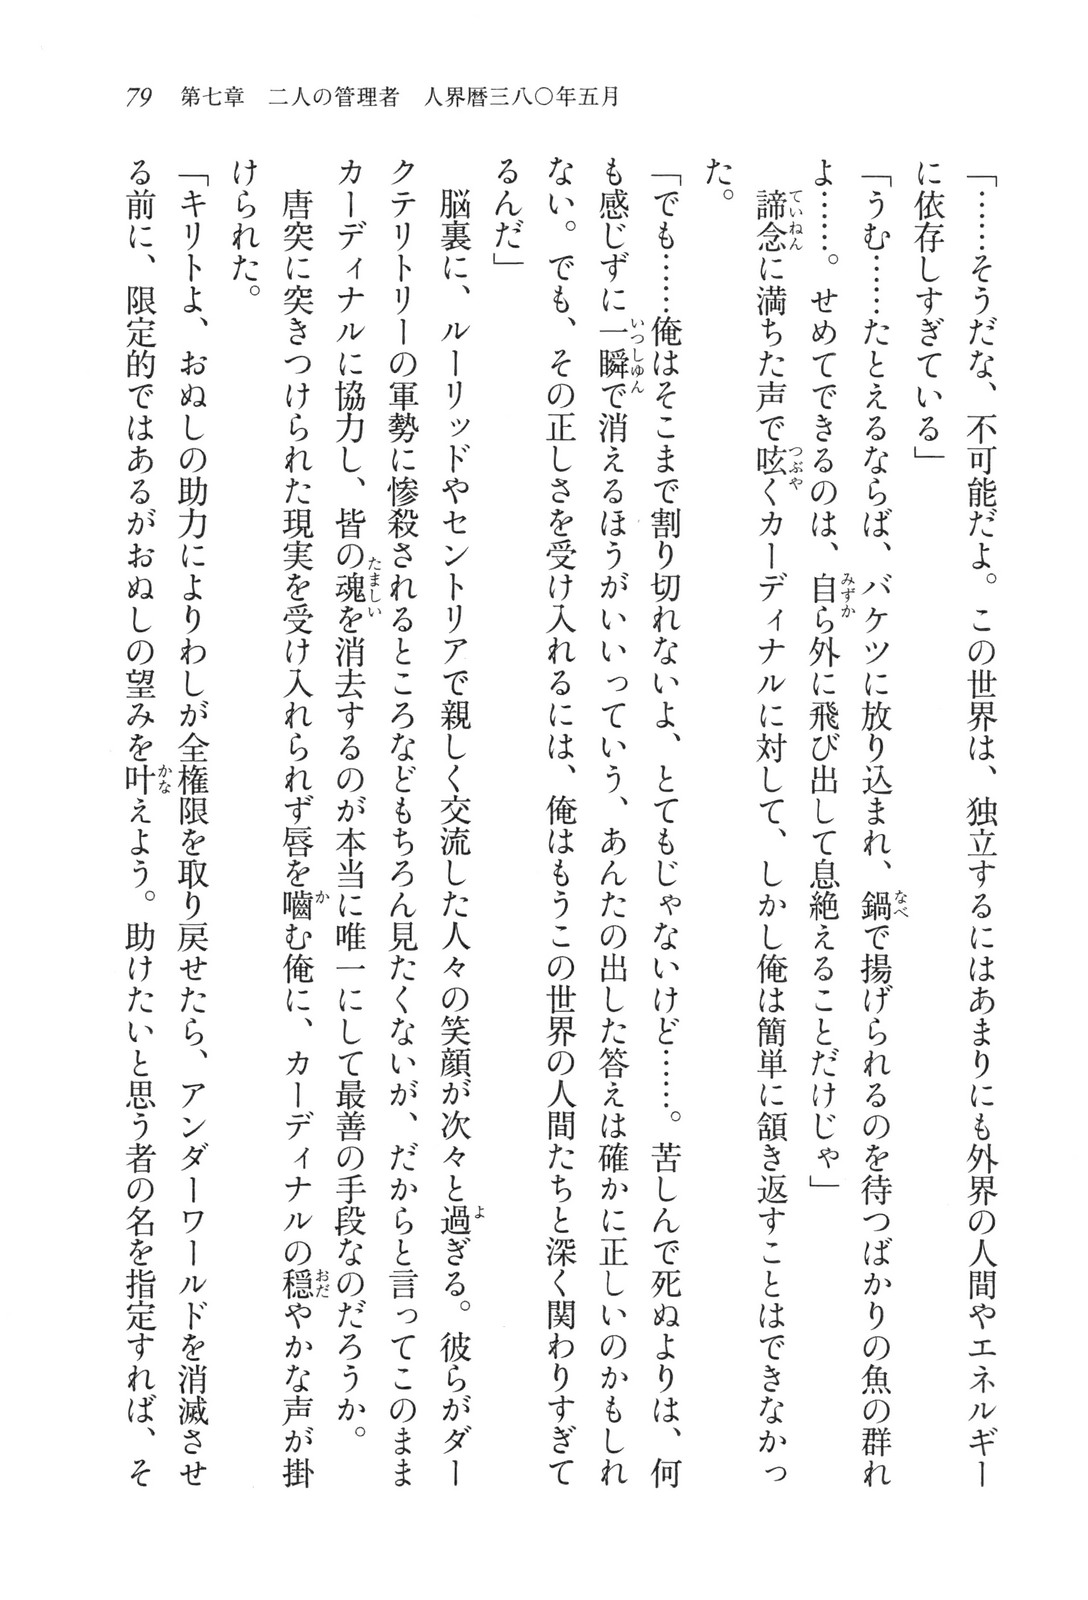 79 第七章 二人の管理者 人界暦三八〇年五月
「……そうだな、不可能だよ。この世界は、独立するにはあまりにも外界の人間やエネルギー
に依存しすぎている」
「うむ……たとえるならば、バケツに放り込まれ、鍋で揚げられるのを待つばかりの魚の群れ
よ……。せめてできるのは、自ら外に飛び出して息絶えることだけじゃ」
諦念に満ちた声で呟くカーディナルに対して、しかし俺は簡単に頷き返すことはできなかっ
た。
「でも……俺はそこまで割り切れないよ、とてもじゃないけど……。苦しんで死ぬよりは、何
も感じずに一瞬で消えるほうがいいっていう、あんたの出した答えは確かに正しいのかもしれ
ない。でも、その正しさを受け入れるには、俺はもうこの世界の人間たちと深く関わりすぎて
るんだ」
脳裏に、ルーリッドやセントリアで親しく交流した人々の笑顔が次々と過ぎる。彼らがダー
クテリトリーの軍勢に惨殺されるところなどもちろん見たくないが、だからと言ってこのまま
カーディナルに協力し、皆の魂を消去するのが本当に唯一にして最善の手段なのだろうか。
唐突に突きつけられた現実を受け入れられず唇を嚙む俺に、カーディナルの穏やかな声が掛
けられた。
「キリトよ、おぬしの助力によりわしが全権限を取り戻せたら、アンダーワールドを消滅させ
る前に、限定的ではあるがおぬしの望みを叶えよう。助けたいと思う者の名を指定すれば、そ